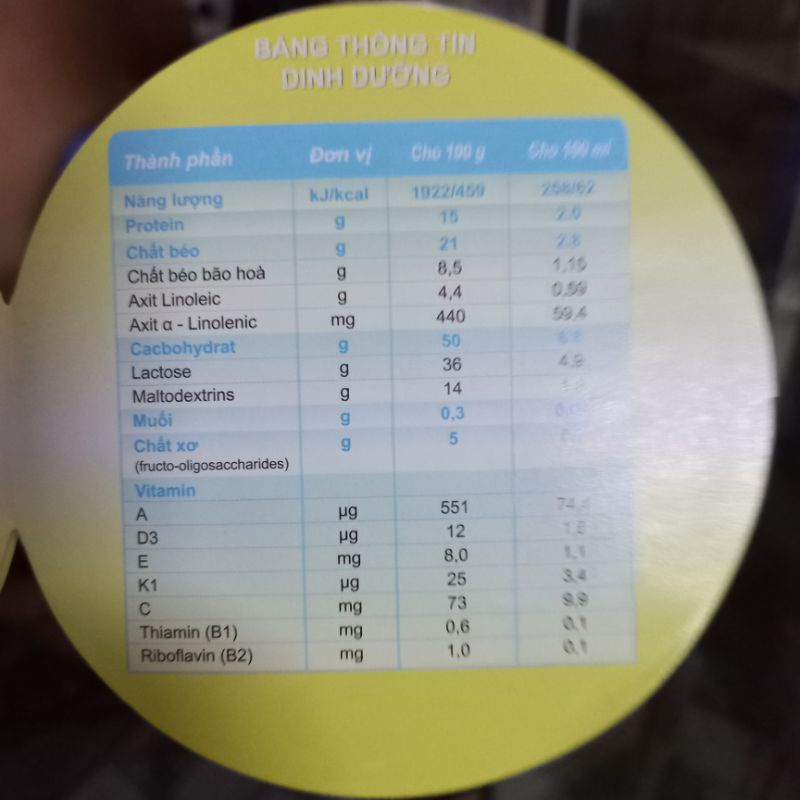 BẢNG THÔNG TIN
DINH DƯỠNG
Thành phần Đơn vị Cho 100 g Cho 100 ml
Năng lượng kJ/kcal 1922/459 258/62
Protein g 15 2.0
Chất béo g 21 2.8
Chất béo bão hoà g 8,5 1,15
Axit Linoleic g 4,4 0.59
Axit α - Linolenic mg 440 59.4
Cacbohydrat g 50
Lactose g 36 4.9
Maltodextrins g 14
Muối g 0,3
Chất xơ g 5
(fructo-oligosaccharides)
Vitamin
A µg 551 74,4
D3 µg 12
E mg 8,0 1,1
K1 µg 25 3,4
C mg 73 9,9
Thiamin (B1) mg 0,6 0,1
Riboflavin (B2) mg 1,0 0,1